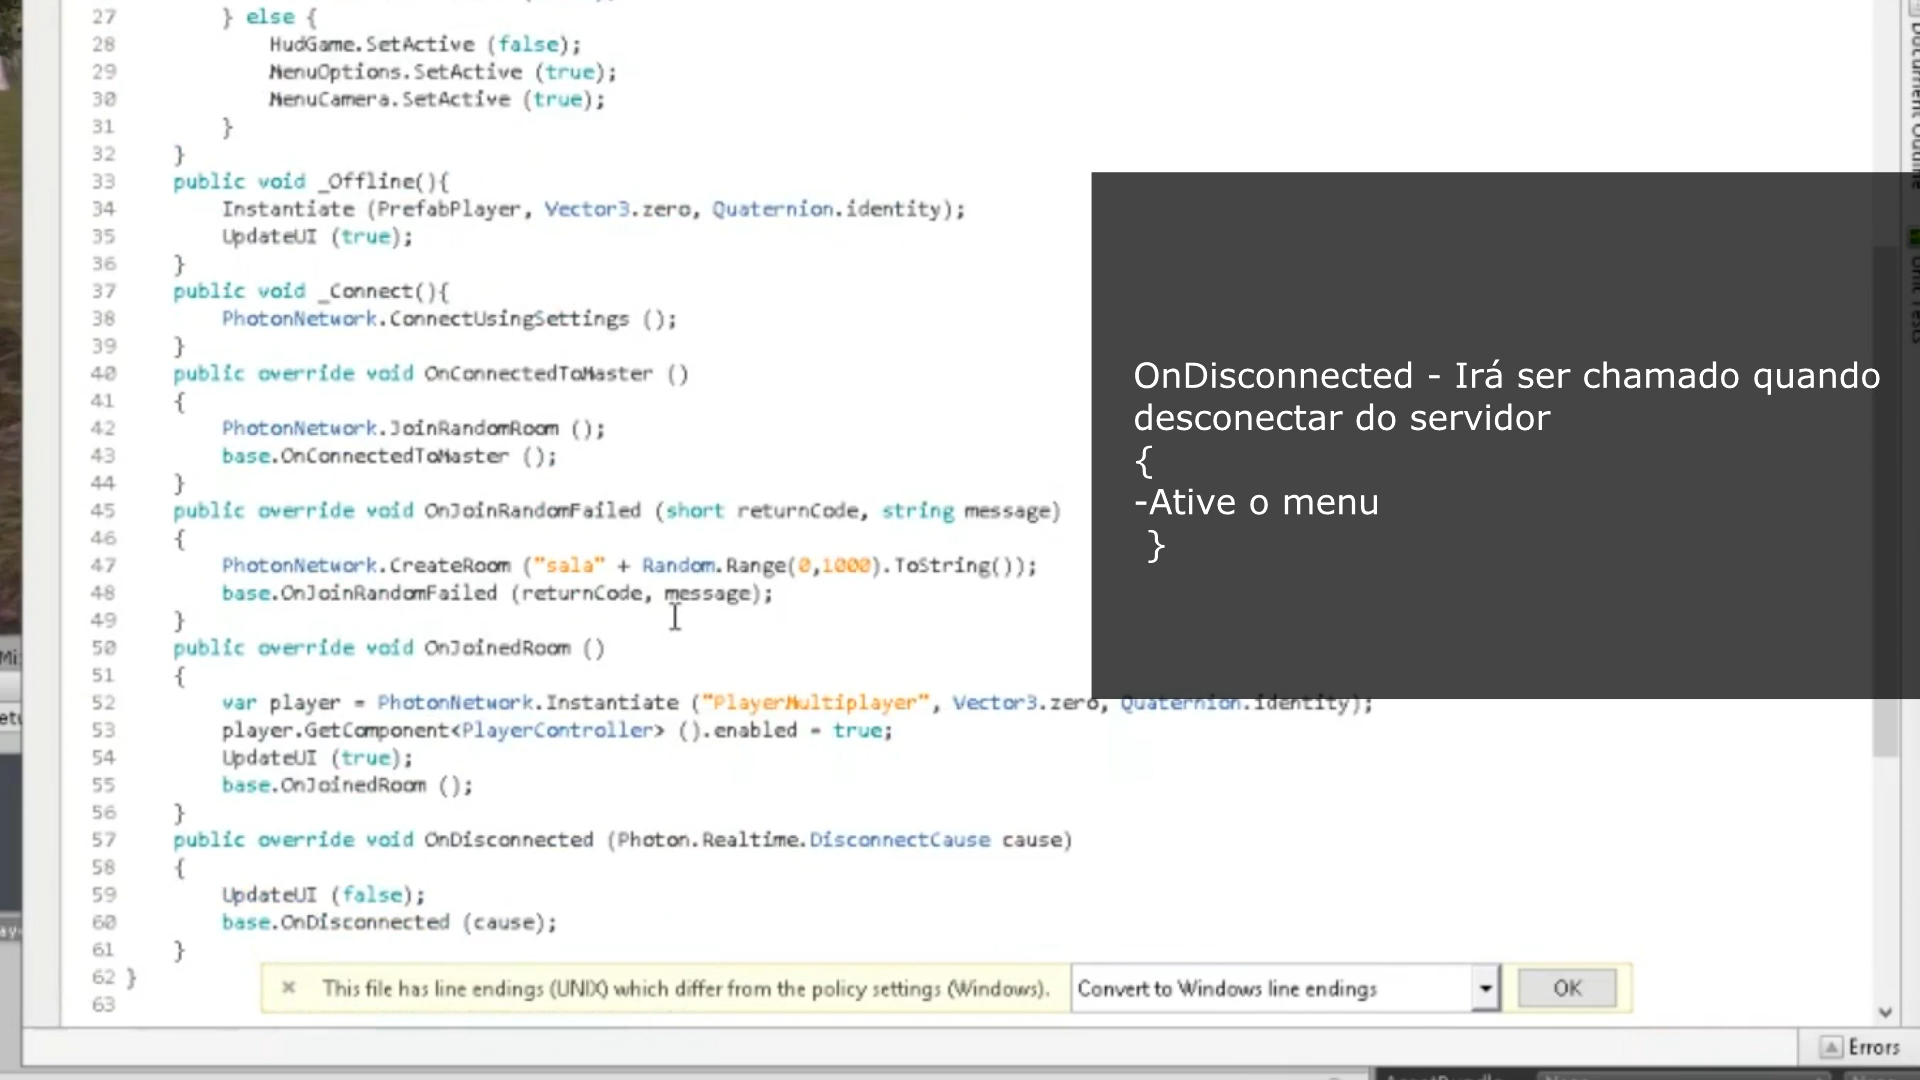 27 } else {
28 HudGame.SetActive (false);
29 MenuOptions.SetActive (true);
30 MenuCamera.SetActive (true);
31 }
32 }
33 public void _Offline(){
34 Instantiate (PrefabPlayer, Vector3.zero, Quaternion.identity);
35 UpdateUI (true);
36 }
37 public void _Connect(){
38 PhotonNetwork.ConnectUsingSettings ();
39 }
40 public override void OnConnectedToMaster ()
41 {
42 PhotonNetwork.JoinRandomRoom ();
43 base.OnConnectedToMaster ();
44 }
45 public override void OnJoinRandomFailed (short returnCode, string message)
46 {
47 PhotonNetwork.CreateRoom ("sala" + Random.Range(0,1000).ToString());
48 base.OnJoinRandomFailed (returnCode, message);
49 }
50 public override void OnJoinedRoom ()
51 {
52 var player = PhotonNetwork.Instantiate ("PlayerMultiplayer", Vector3.zero, Quaternion.identity);
53 player.GetComponent<PlayerController> ().enabled = true;
54 UpdateUI (true);
55 base.OnJoinedRoom ();
56 }
57 public override void OnDisconnected (Photon.Realtime.DisconnectCause cause)
58 {
59 UpdateUI (false);
60 base.OnDisconnected (cause);
61 }
62 }
63
OnDisconnected - Irá ser chamado quando
desconectar do servidor
{
-Ative o menu
}
This file has line endings (UNIX) which differ from the policy settings (Windows).
Convert to Windows line endings
OK
Errors
Document Outline
Unit Tests